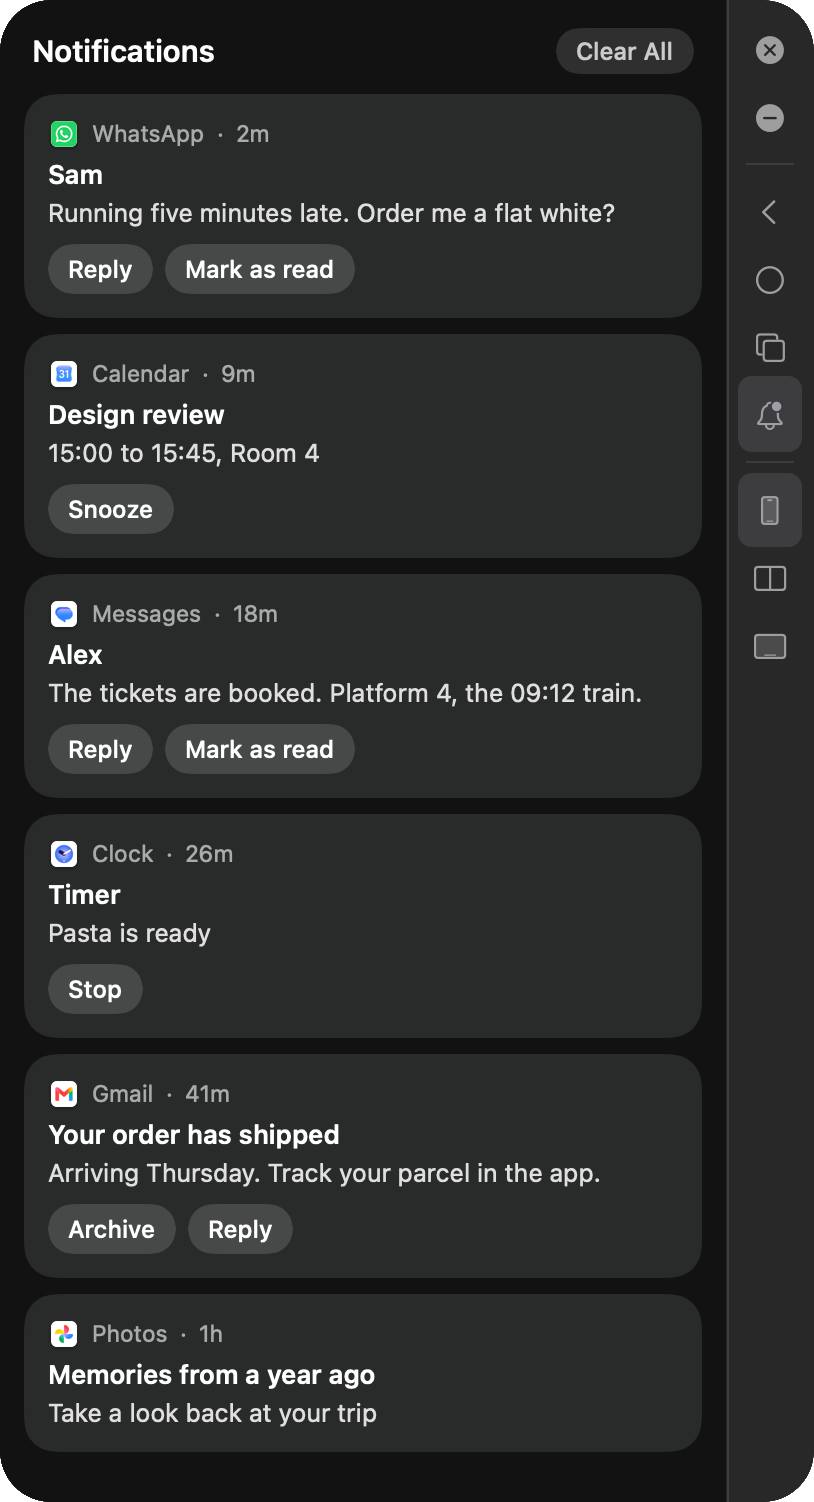 Notifications
Clear All
WhatsApp · 2m
Sam
Running five minutes late. Order me a flat white?
Reply
Mark as read
31
Calendar · 9m
Design review
15:00 to 15:45, Room 4
Snooze
Messages · 18m
Alex
The tickets are booked. Platform 4, the 09:12 train.
Reply
Mark as read
Clock · 26m
Timer
Pasta is ready
Stop
Gmail · 41m
Your order has shipped
Arriving Thursday. Track your parcel in the app.
Archive
Reply
Photos · 1h
Memories from a year ago
Take a look back at your trip